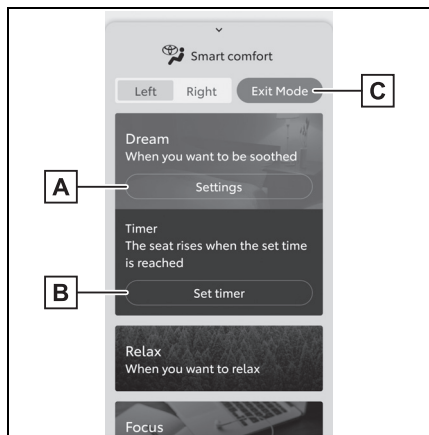 Smart comfort
Left Right Exit Mode
C
Dream
When you want to be soothed
A
Settings
Timer
The seat rises when the set time
is reached
B
Set timer
Relax
When you want to relax
Focus